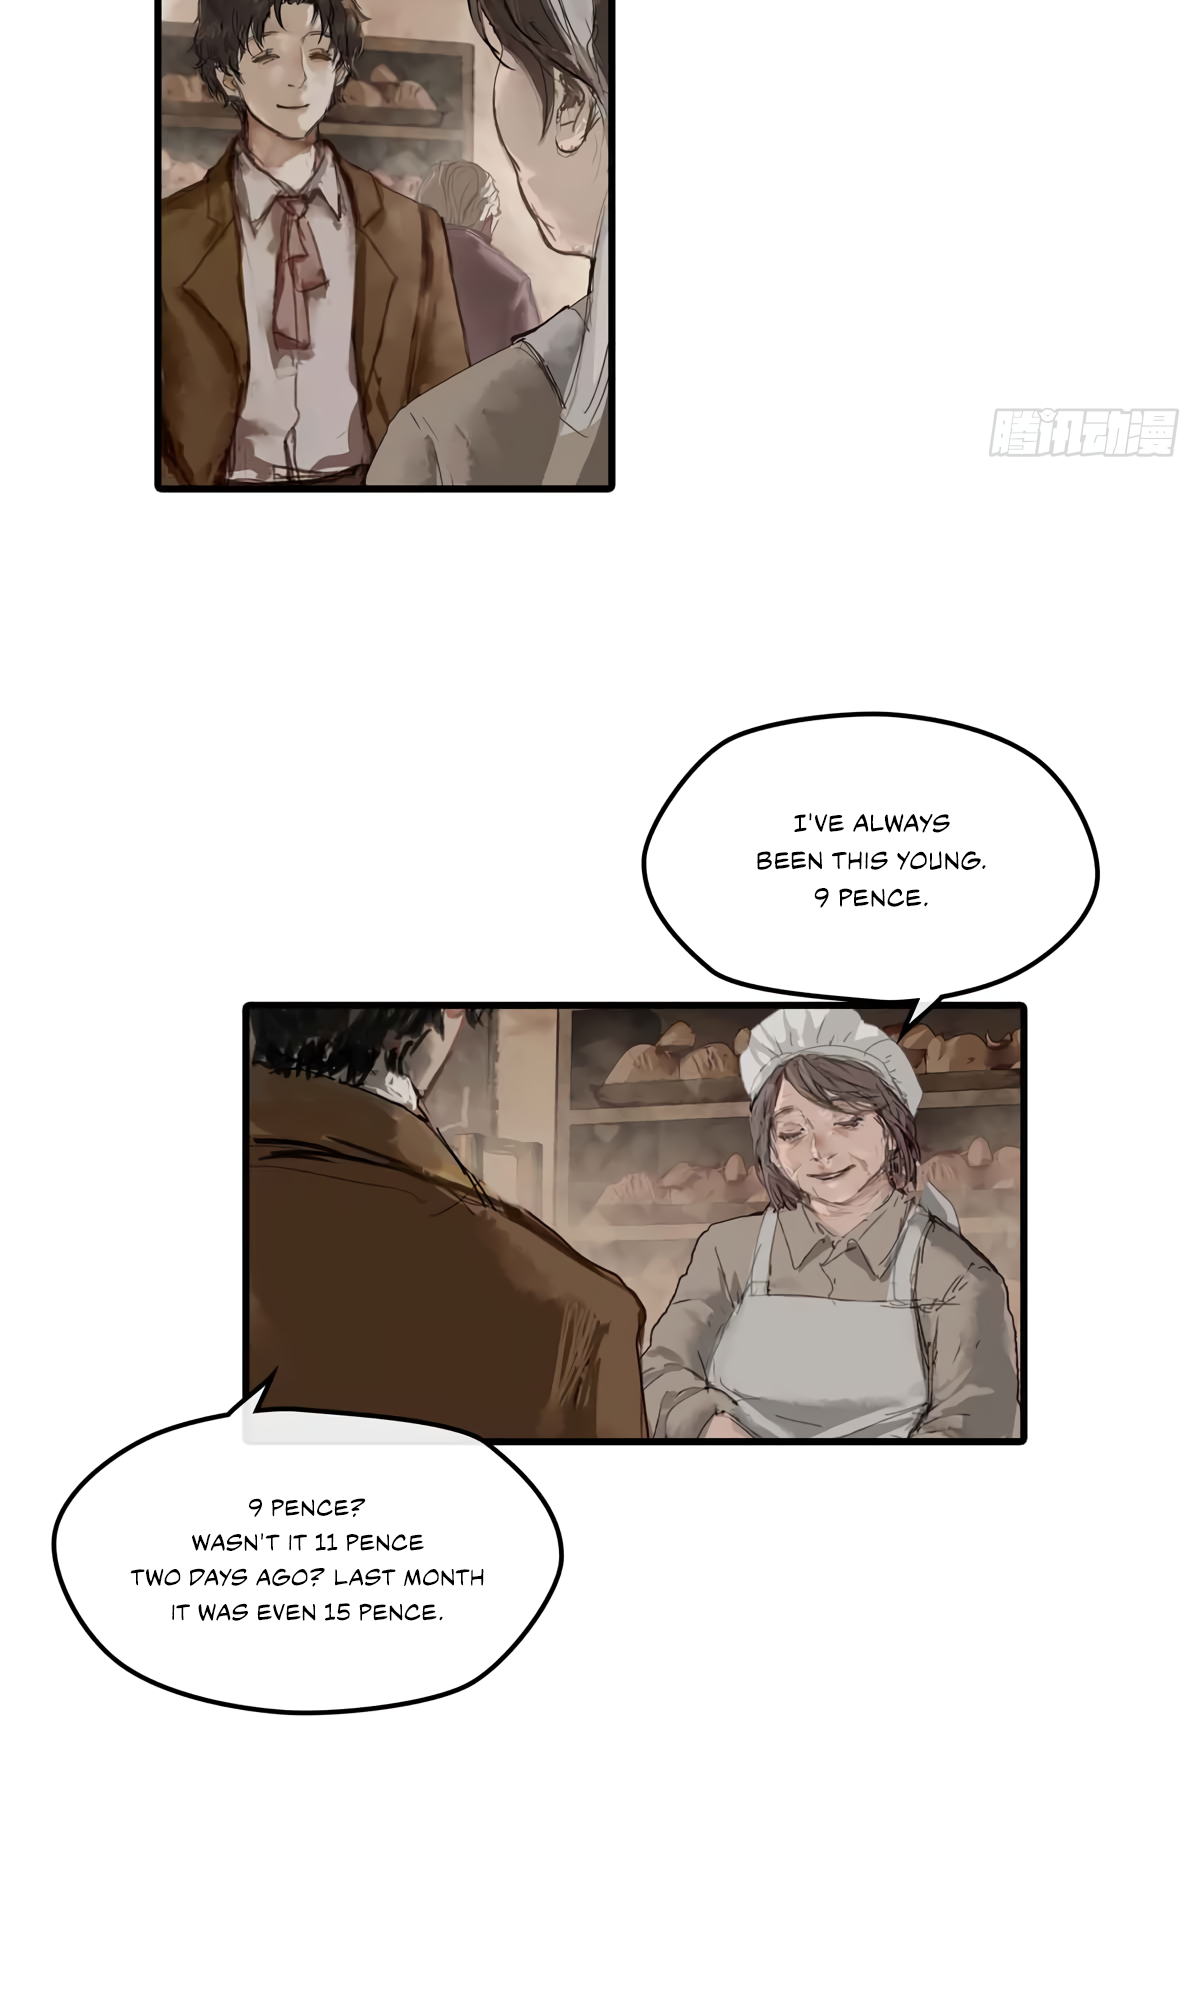 腾讯动漫
I'VE ALWAYS
BEEN THIS YOUNG.
9 PENCE.
9 PENCE?
WASN'T IT 11 PENCE
TWO DAYS AGO? LAST MONTH
IT WAS EVEN 15 PENCE.